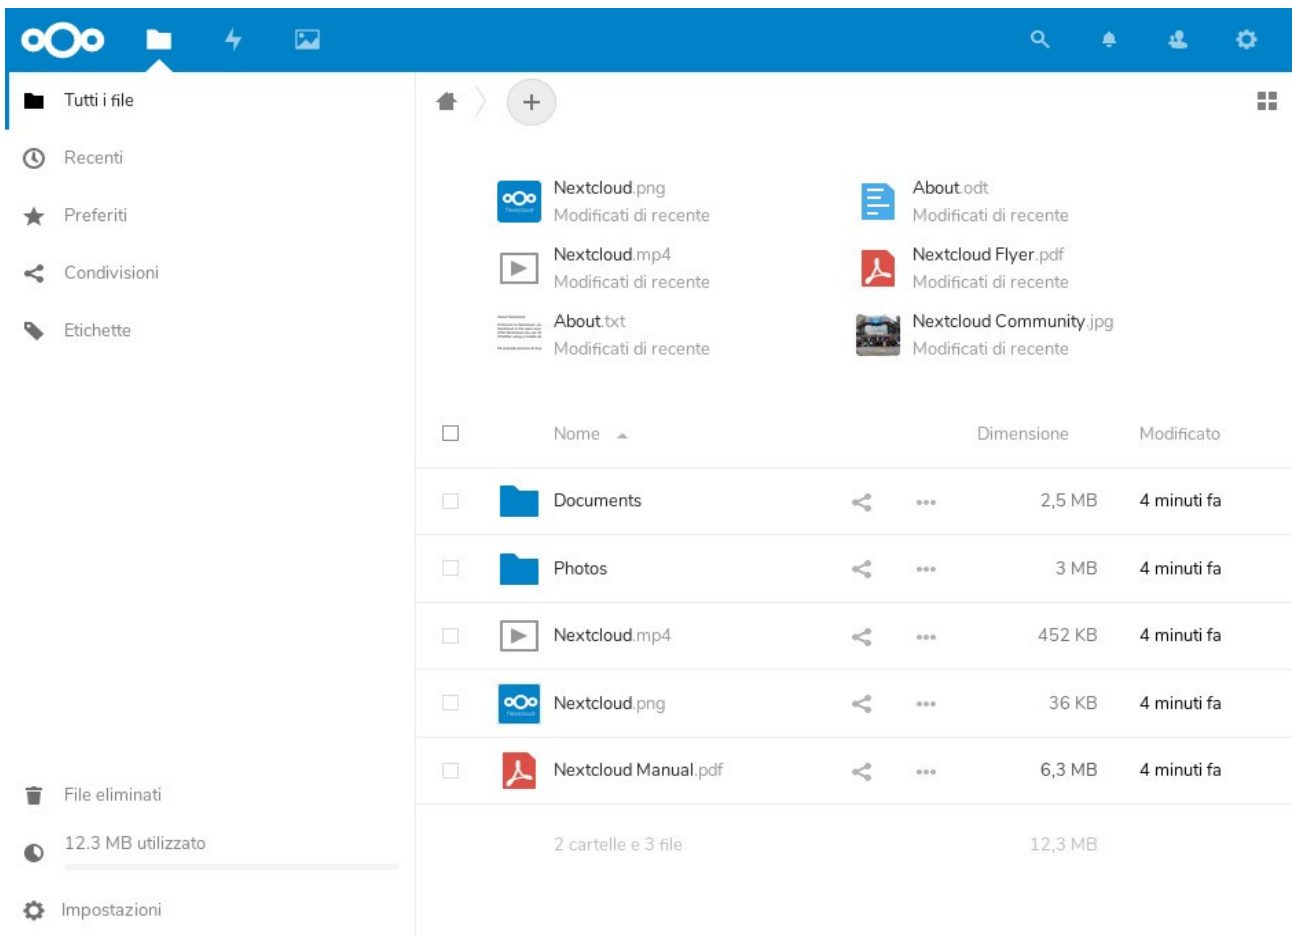 Tutti i file
Recenti
Preferiti
Condivisioni
Etichette
Nextcloud.png
Modificati di recente
About.odt
Modificati di recente
Nextcloud.mp4
Modificati di recente
Nextcloud Flyer.pdf
Modificati di recente
About.txt
Modificati di recente
Nextcloud Community.jpg
Modificati di recente
Nome Dimensione Modificato
Documents 2,5 MB 4 minuti fa
Photos 3 MB 4 minuti fa
Nextcloud.mp4 452 KB 4 minuti fa
Nextcloud.png 36 KB 4 minuti fa
Nextcloud Manual.pdf 6,3 MB 4 minuti fa
2 cartelle e 3 file 12,3 MB
File eliminati
12.3 MB utilizzato
Impostazioni